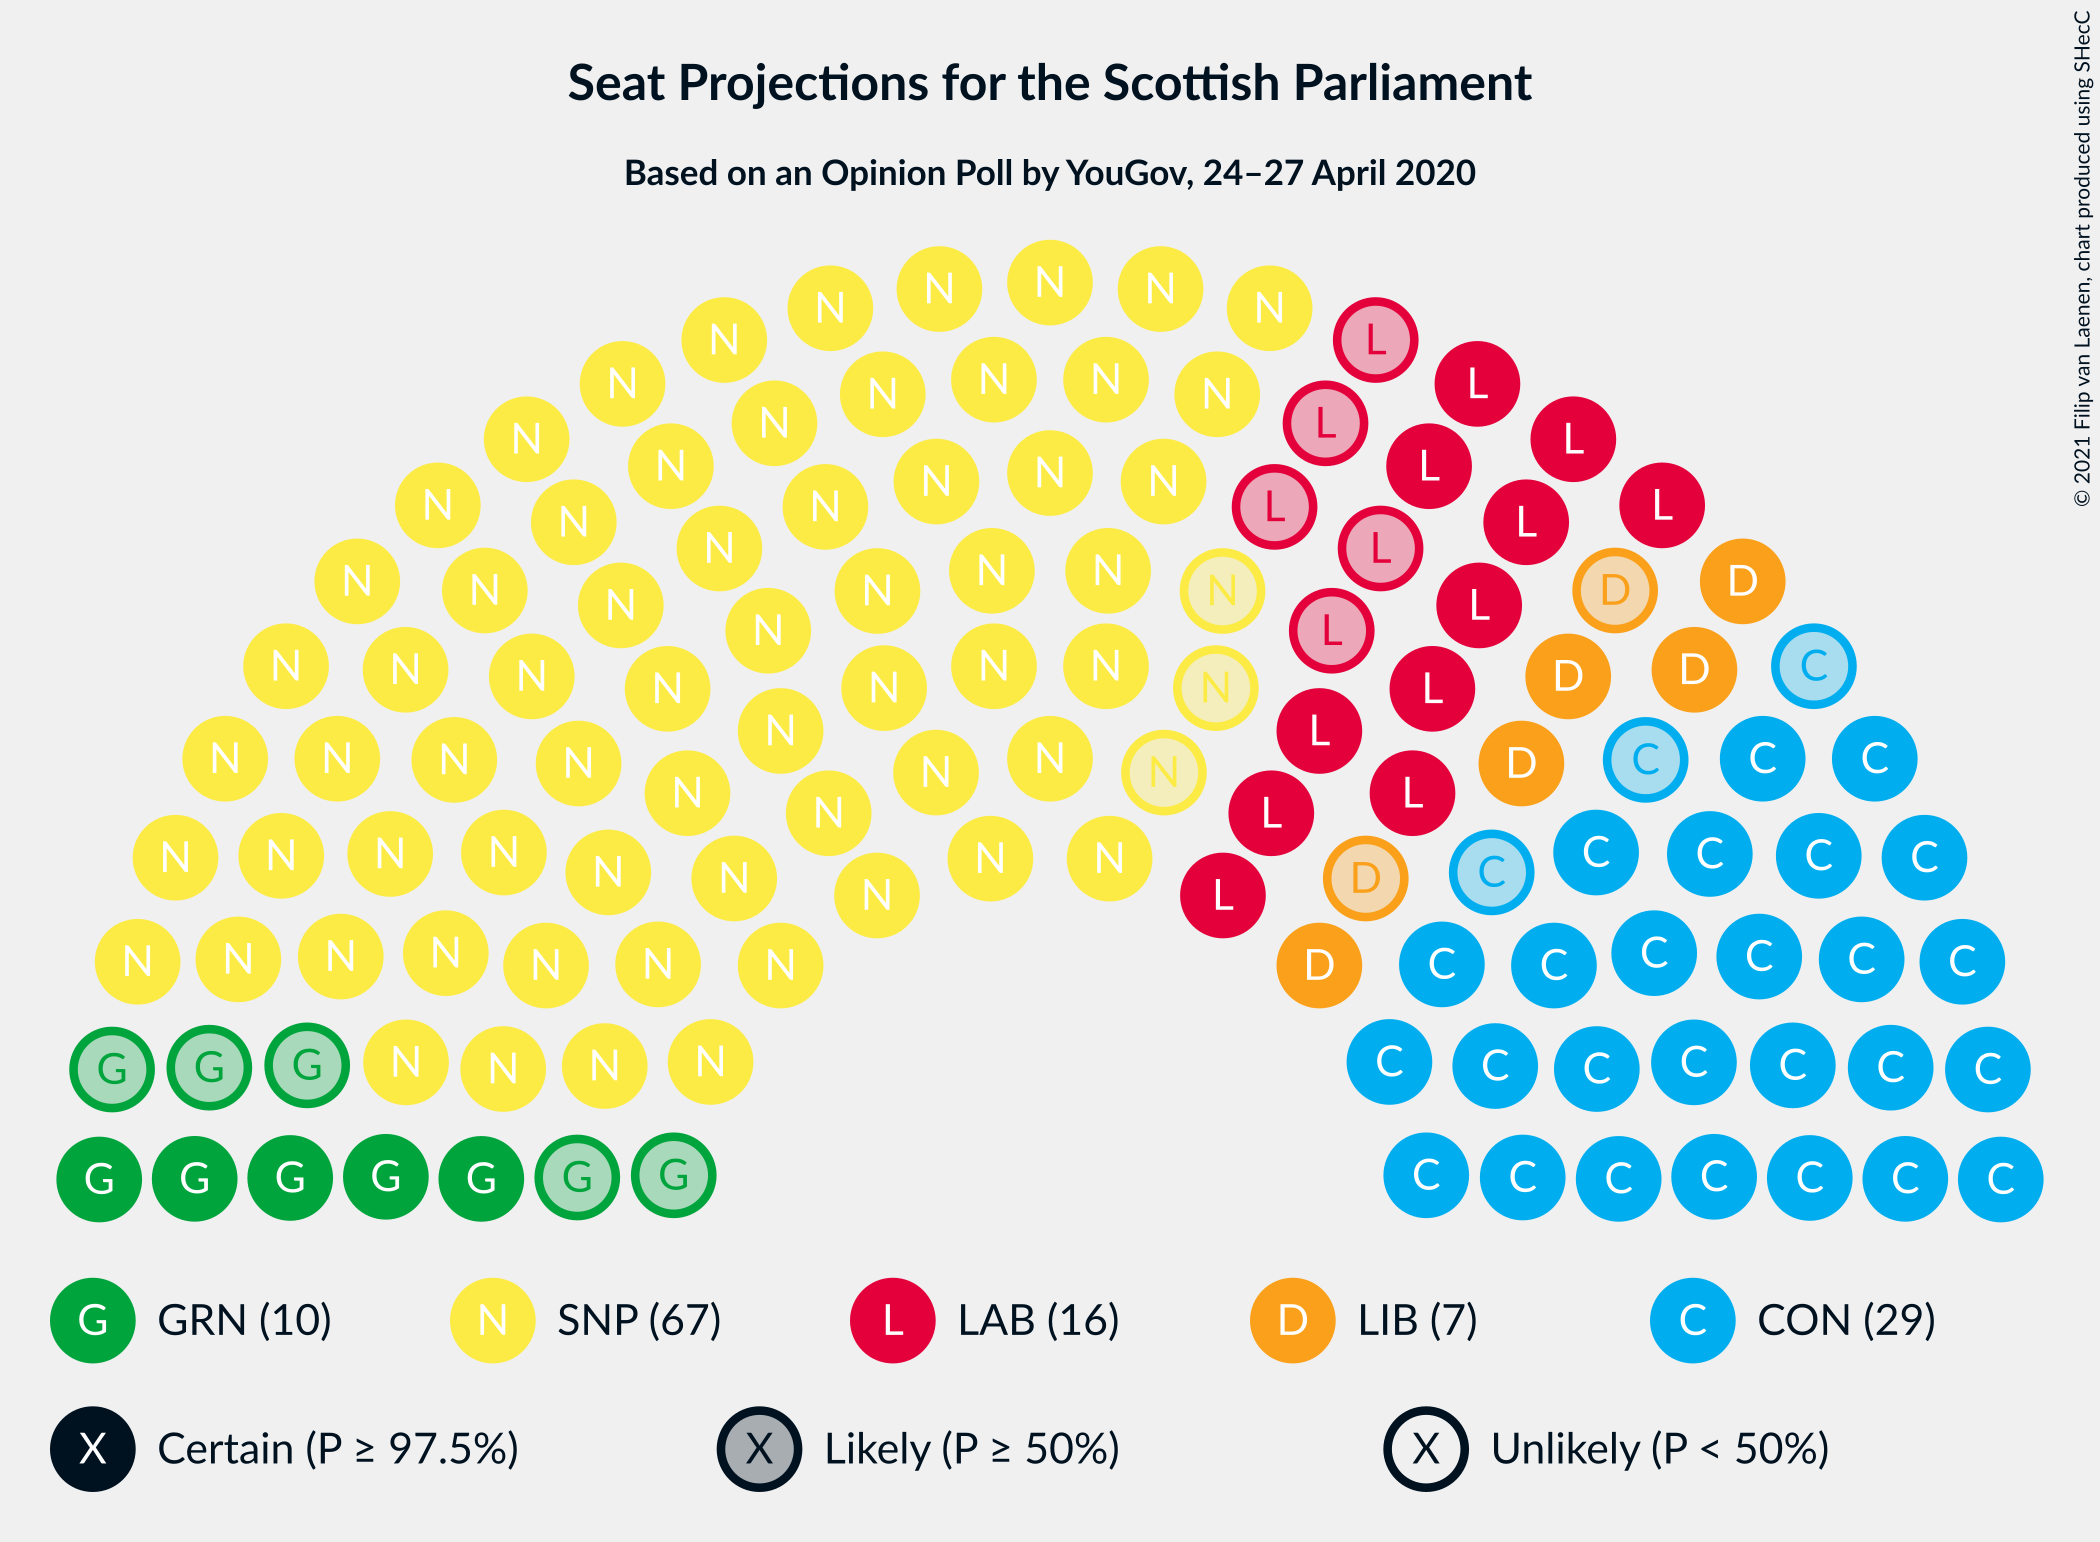 Seat Projections for the Scottish Parliament
Based on an Opinion Poll by YouGov, 24–27 April 2020
© 2021 Filip van Laenen, chart produced using SHecC
N N N N N
N N L
N N N N L
N L L
N N N N L L
N N N N L L
N N N L L
N N N N D D
N N N N L L
N N N N N L D D C
N N N N L
N N N N N N N L D C C C
N N N L
N N N N N N D C C C C C
N N N L
N N N N N N N D C C C C C C
G G G N N N N C C C C C C C
G G G G G G G C C C C C C C
G GRN (10) N SNP (67) L LAB (16) D LIB (7) C CON (29)
X Certain (P ≥ 97.5%) X Likely (P ≥ 50%) X Unlikely (P < 50%)